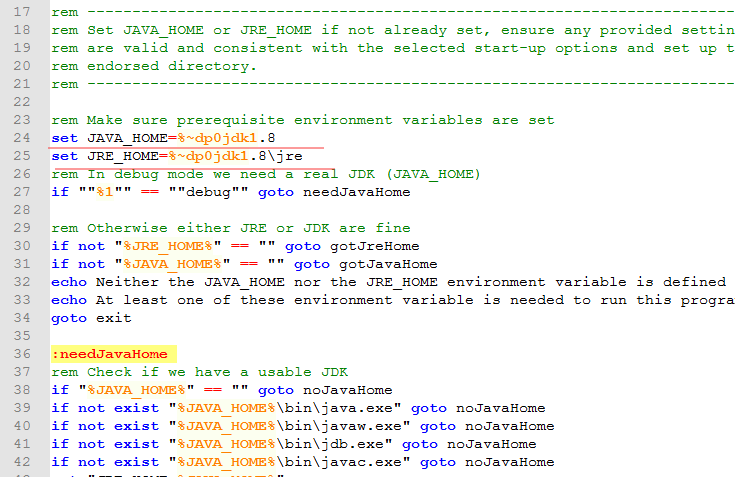 17 rem ---------------------------------------------------------------------------
18 rem Set JAVA_HOME or JRE_HOME if not already set, ensure any provided settin
19 rem are valid and consistent with the selected start-up options and set up t
20 rem endorsed directory.
21 rem ---------------------------------------------------------------------------
22
23 rem Make sure prerequisite environment variables are set
24 set JAVA_HOME=%~dp0jdk1.8
25 set JRE_HOME=%~dp0jdk1.8\jre
26 rem In debug mode we need a real JDK (JAVA_HOME)
27 if ""%1"" == ""debug"" goto needJavaHome
28
29 rem Otherwise either JRE or JDK are fine
30 if not "%JRE_HOME%" == "" goto gotJreHome
31 if not "%JAVA_HOME%" == "" goto gotJavaHome
32 echo Neither the JAVA_HOME nor the JRE_HOME environment variable is defined
33 echo At least one of these environment variable is needed to run this progra
34 goto exit
35
36 :needJavaHome
37 rem Check if we have a usable JDK
38 if "%JAVA_HOME%" == "" goto noJavaHome
39 if not exist "%JAVA_HOME%\bin\java.exe" goto noJavaHome
40 if not exist "%JAVA_HOME%\bin\javaw.exe" goto noJavaHome
41 if not exist "%JAVA_HOME%\bin\jdb.exe" goto noJavaHome
42 if not exist "%JAVA_HOME%\bin\javac.exe" goto noJavaHome